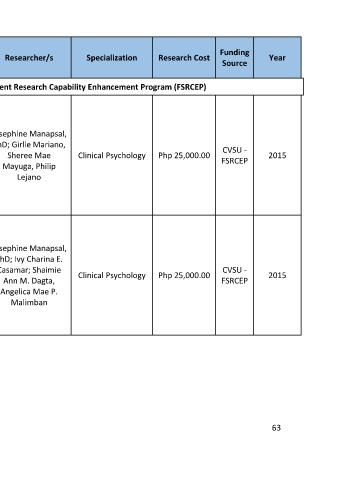 Researcher/s Specialization Research Cost Funding Source Year
ent Research Capability Enhancement Program (FSRCEP)
sephine Manapsal,
hD; Girlie Mariano,
Sheree Mae
Mayuga, Philip
Lejano
Clinical Psychology
Php 25,000.00
CVSU -
FSRCEP
2015
sephine Manapsal,
hD; Ivy Charina E.
Casamar; Shaimie
Ann M. Dagta,
Angelica Mae P.
Malimban
Clinical Psychology
Php 25,000.00
CVSU -
FSRCEP
2015
63